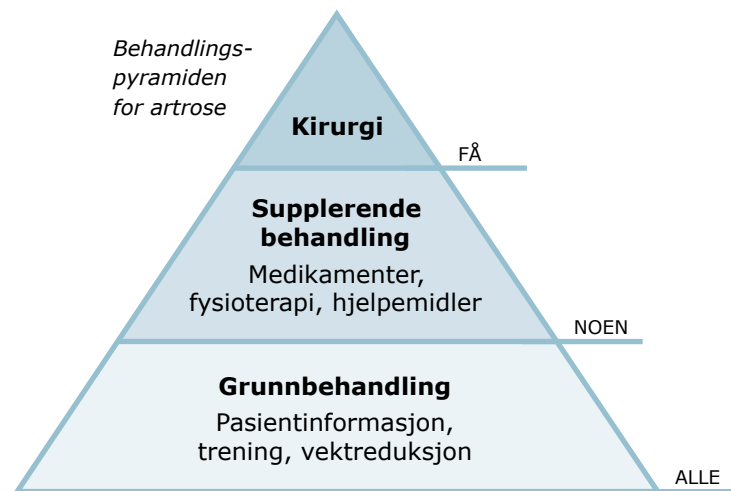 Behandlings-
pyramiden
for artrose
Kirurgi
FÅ
Supplerende
behandling
Medikamenter,
fysioterapi, hjelpemidler
NOEN
Grunnbehandling
Pasientinformasjon,
trening, vektreduksjon
ALLE